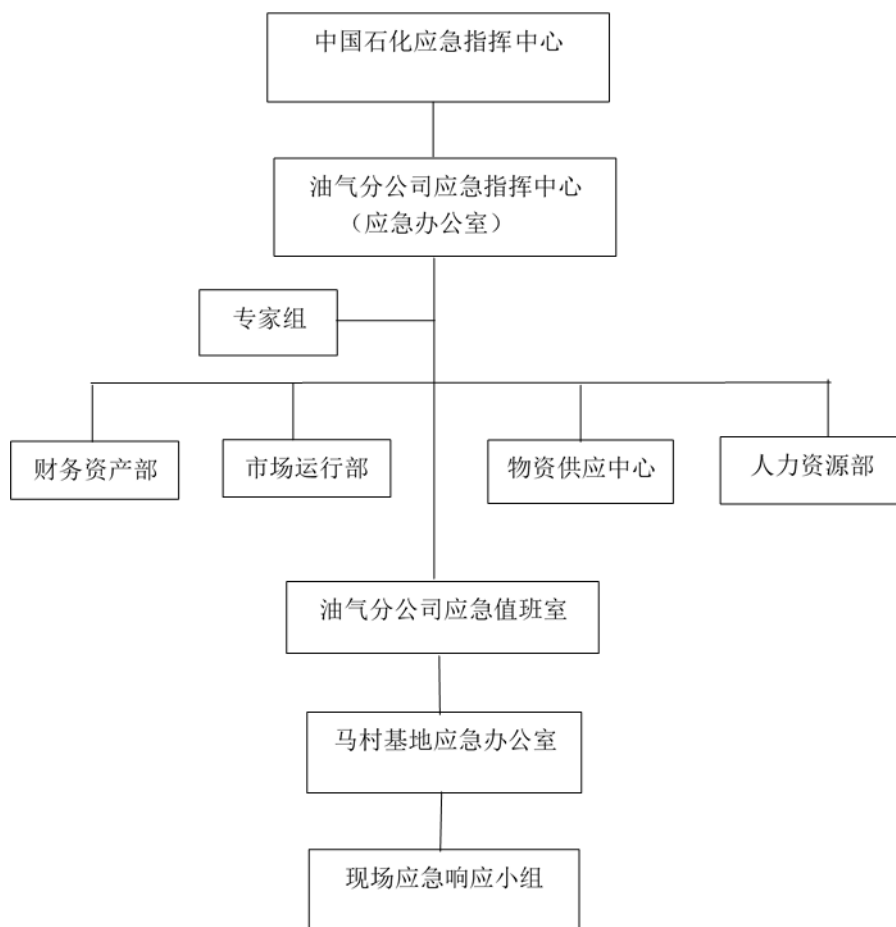 中国石化应急指挥中心
油气分公司应急指挥中心
（应急办公室）
专家组
财务资产部
市场运行部
物资供应中心
人力资源部
油气分公司应急值班室
马村基地应急办公室
现场应急响应小组